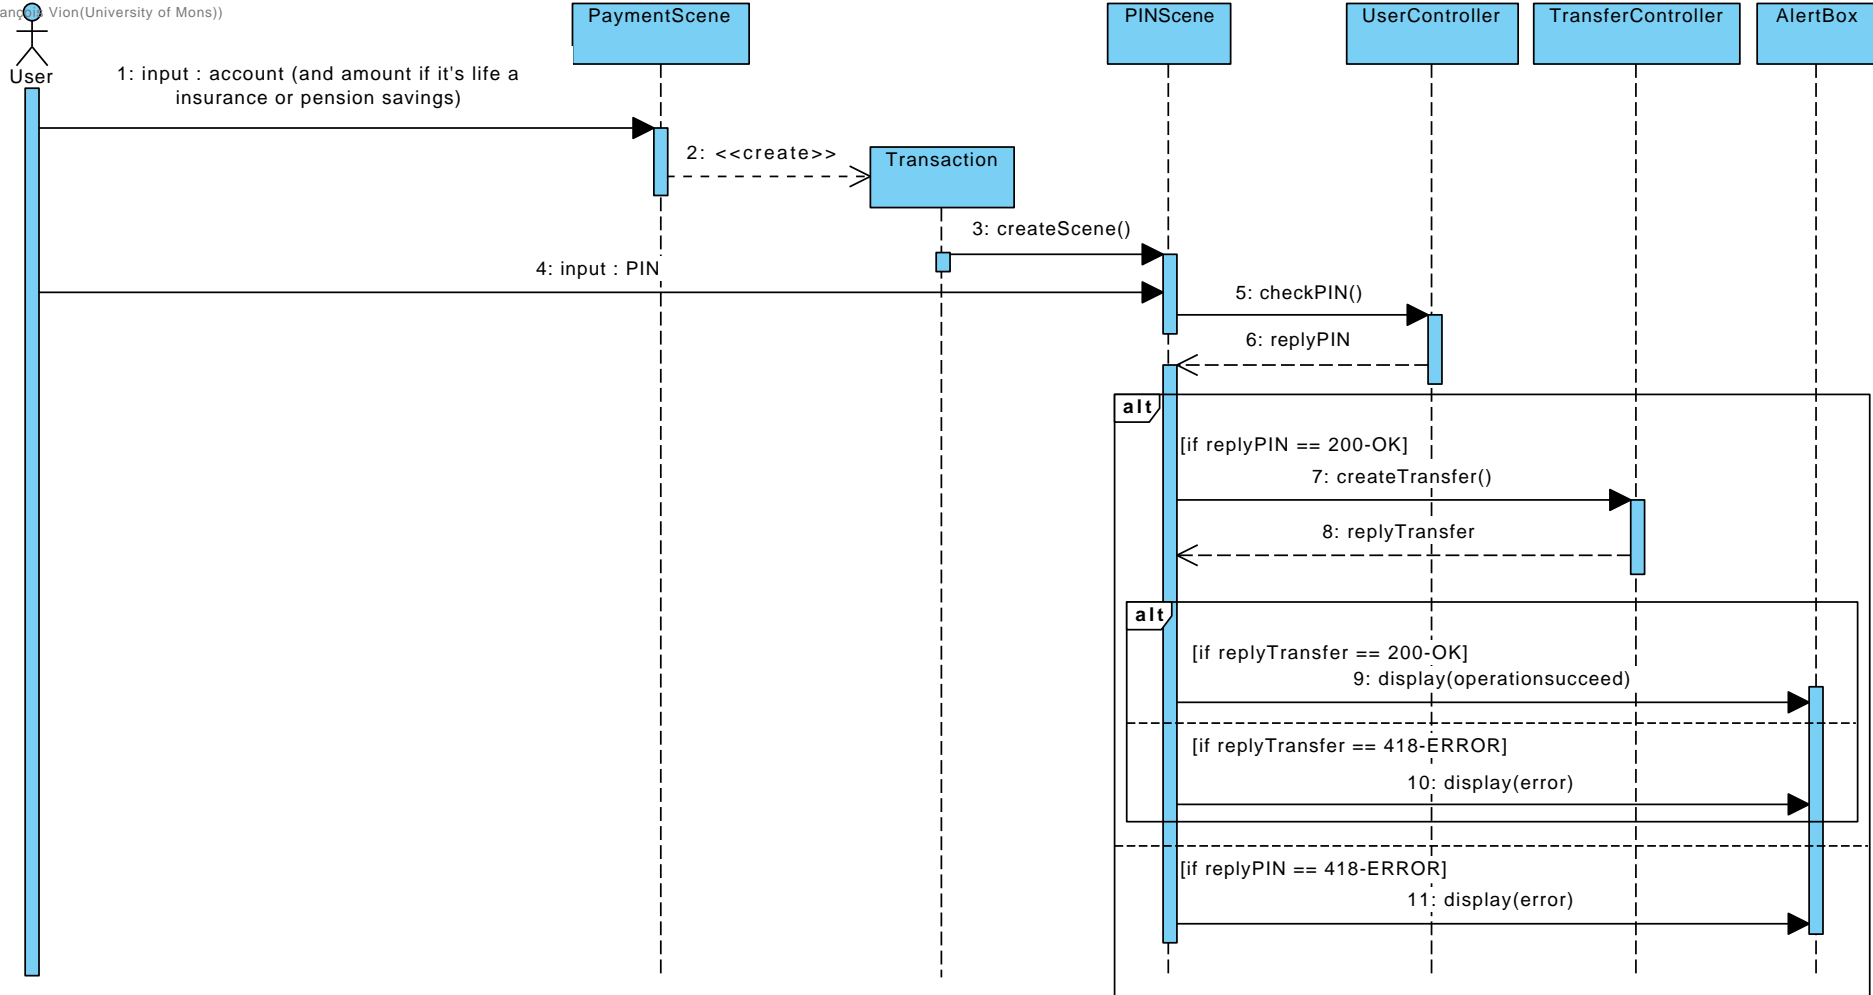 Vion(University of Mons))
User
PaymentScene
PINScene
UserController
TransferController
AlertBox
1: input : account (and amount if it's life a
insurance or pension savings)
2: <<create>>
Transaction
3: createScene()
4: input : PIN
5: checkPIN()
6: replyPIN
alt
[if replyPIN == 200-OK]
7: createTransfer()
8: replyTransfer
alt
[if replyTransfer == 200-OK]
9: display(operationsucceed)
[if replyTransfer == 418-ERROR]
10: display(error)
[if replyPIN == 418-ERROR]
11: display(error)